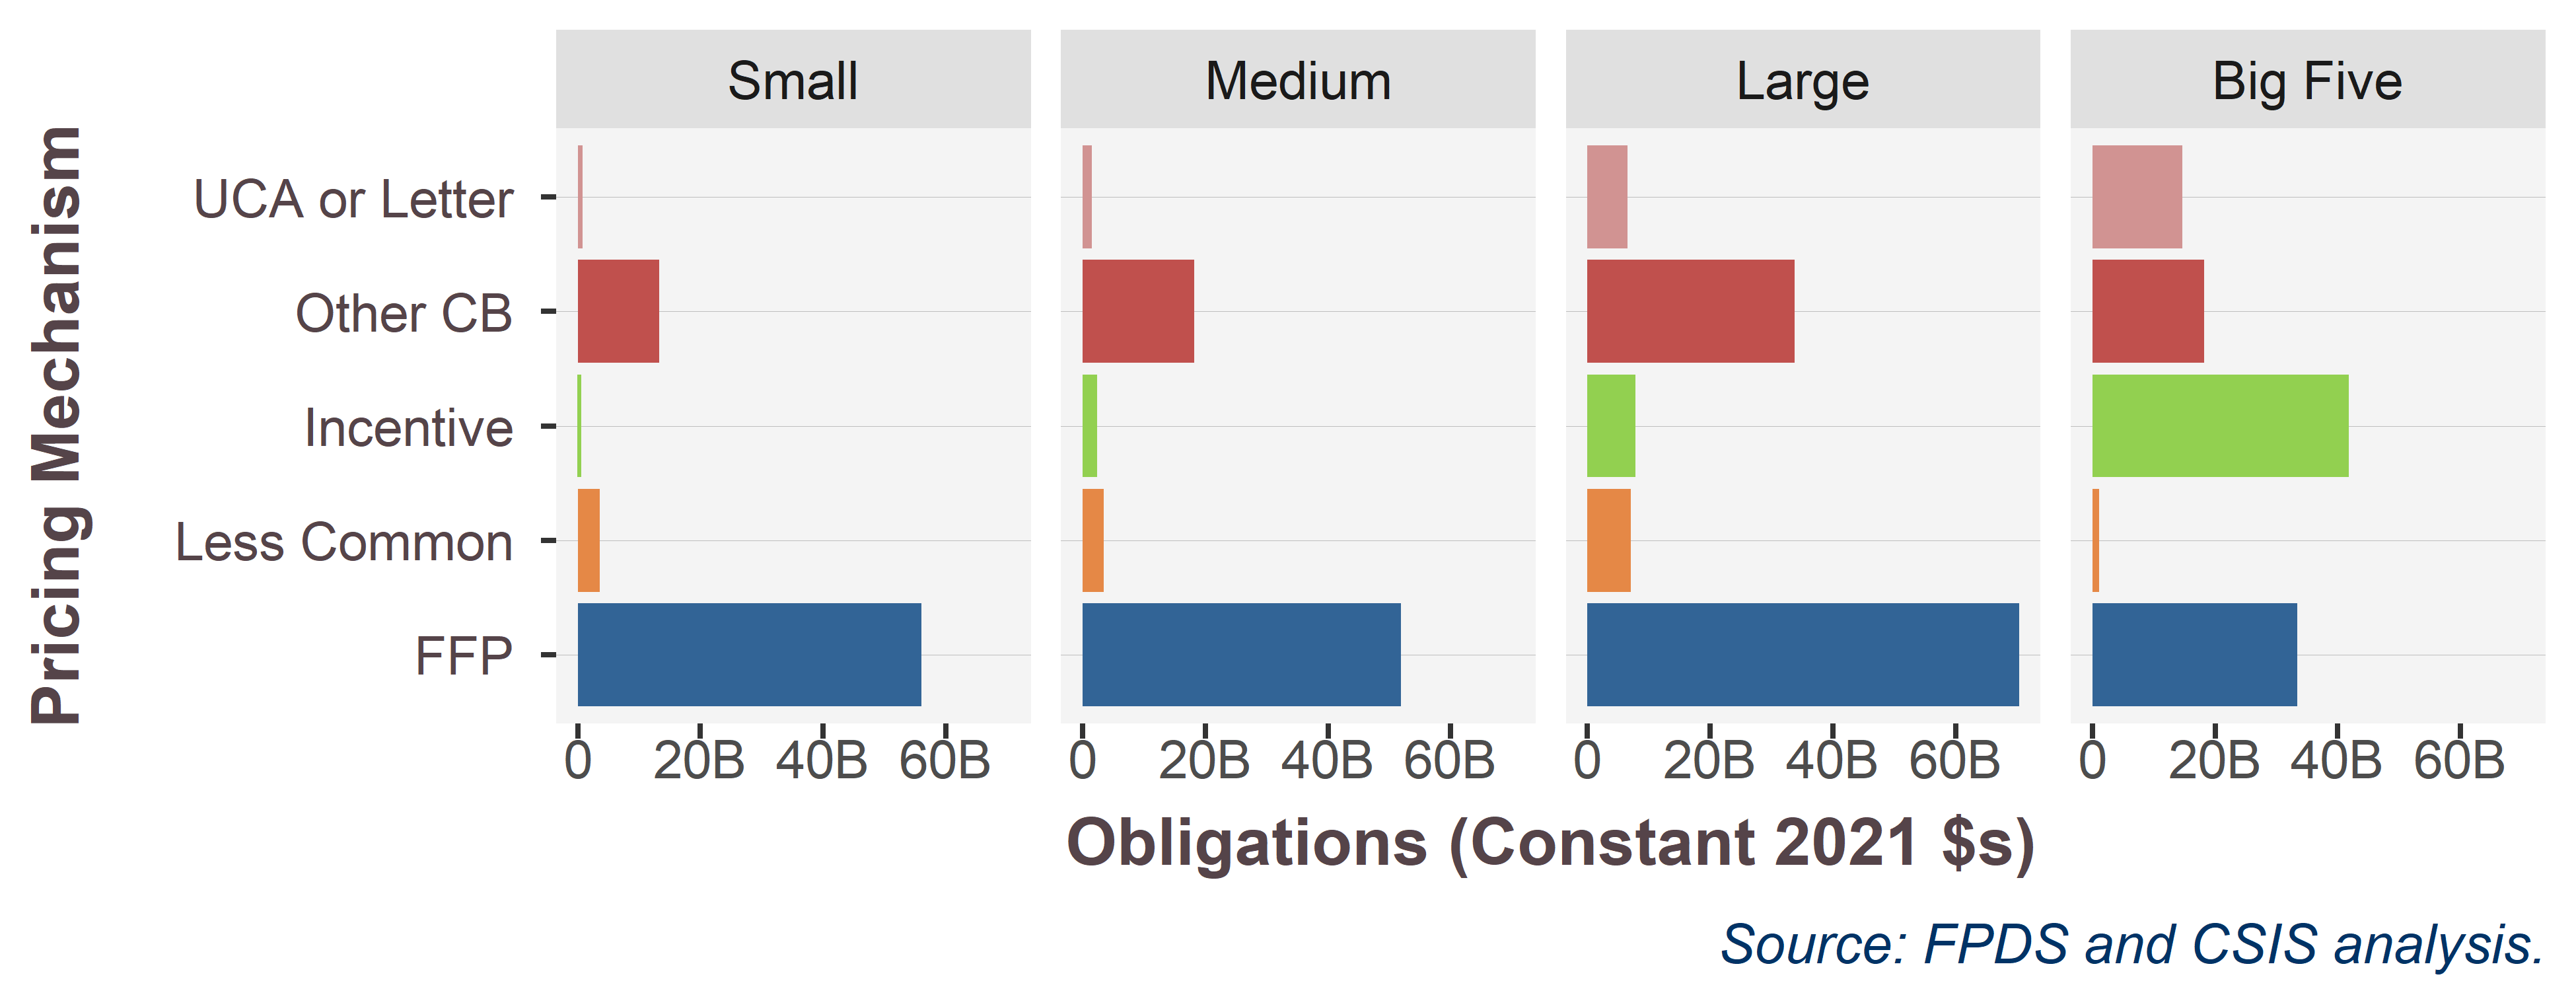 Small
Medium
Large
Big Five
Pricing Mechanism
UCA or Letter
Other CB
Incentive
Less Common
FFP
0 20B 40B 60B
0 20B 40B 60B
0 20B 40B 60B
0 20B 40B 60B
Obligations (Constant 2021 $s)
Source: FPDS and CSIS analysis.